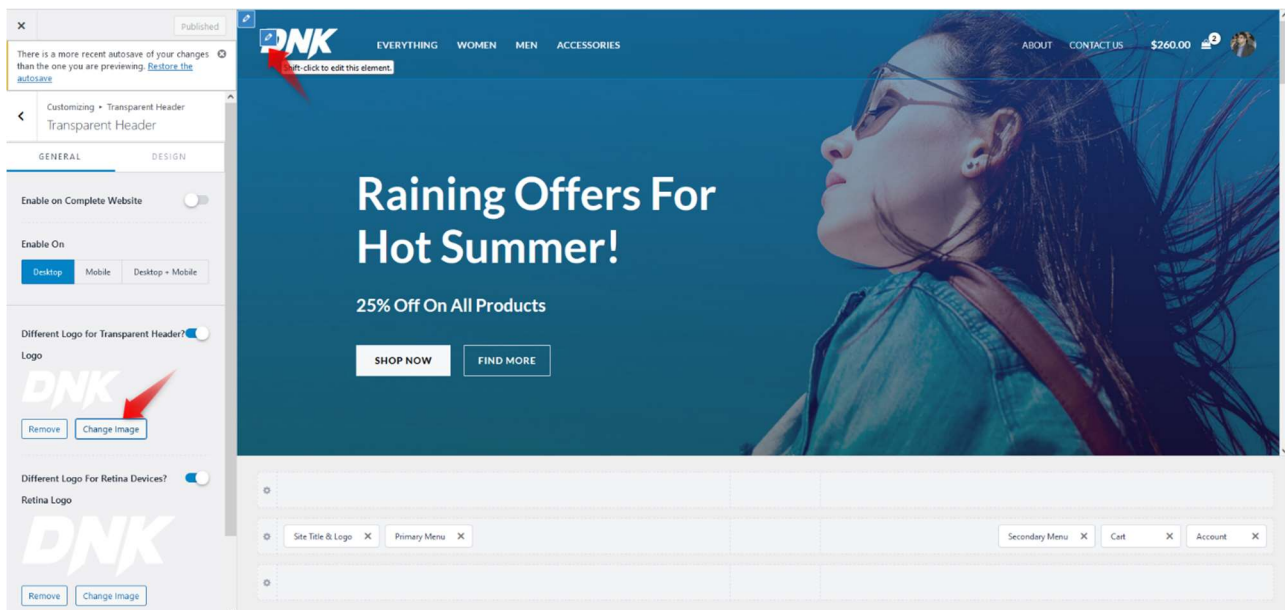 Published
There is a more recent autosave of your changes
than the one you are previewing. Restore the
autosave
Customizing ▸ Transparent Header
Transparent Header
GENERAL DESIGN
Enable on Complete Website
Enable On
Desktop Mobile Desktop + Mobile
Different Logo for Transparent Header?
Logo
DNK
Remove Change Image
Different Logo For Retina Devices?
Retina Logo
DNK
Remove Change Image
DNK EVERYTHING WOMEN MEN ACCESSORIES ABOUT CONTACT US $260.00 2
Shift-click to edit this element.
Raining Offers For
Hot Summer!
25% Off On All Products
SHOP NOW FIND MORE
Site Title & Logo Primary Menu Secondary Menu Cart Account